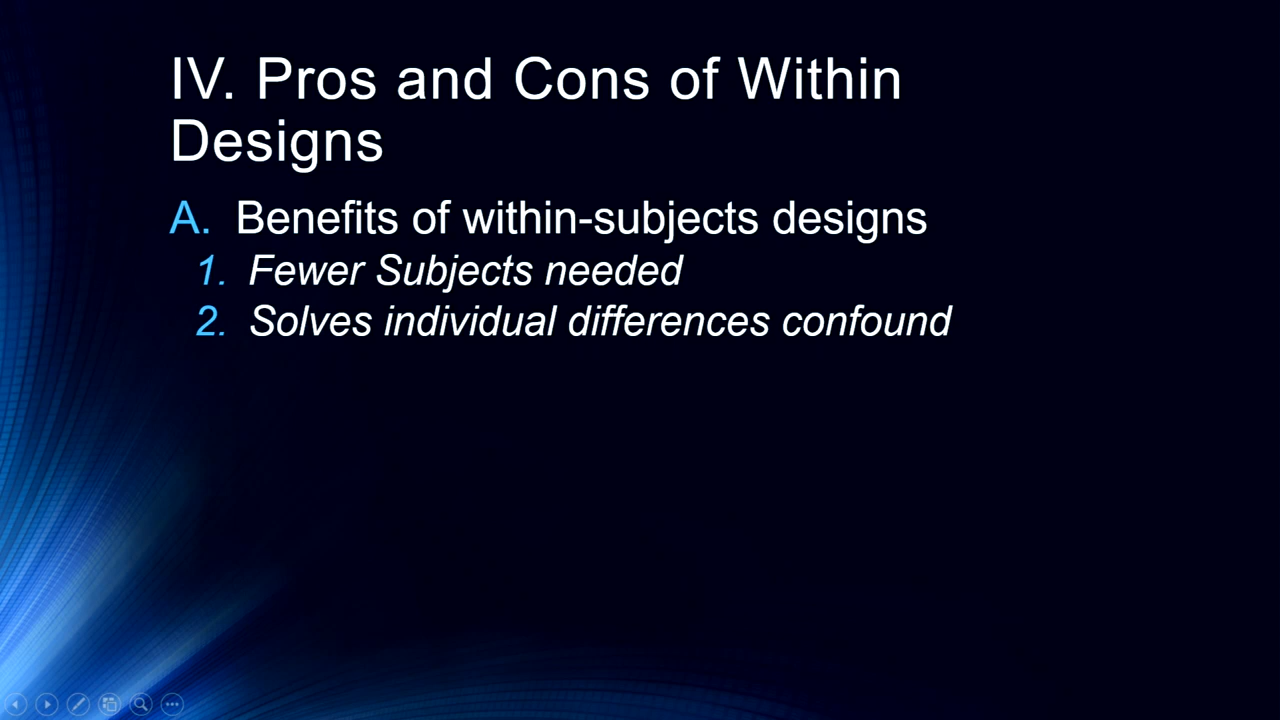 IV. Pros and Cons of Within
Designs
A. Benefits of within-subjects designs
1. Fewer Subjects needed
2. Solves individual differences confound